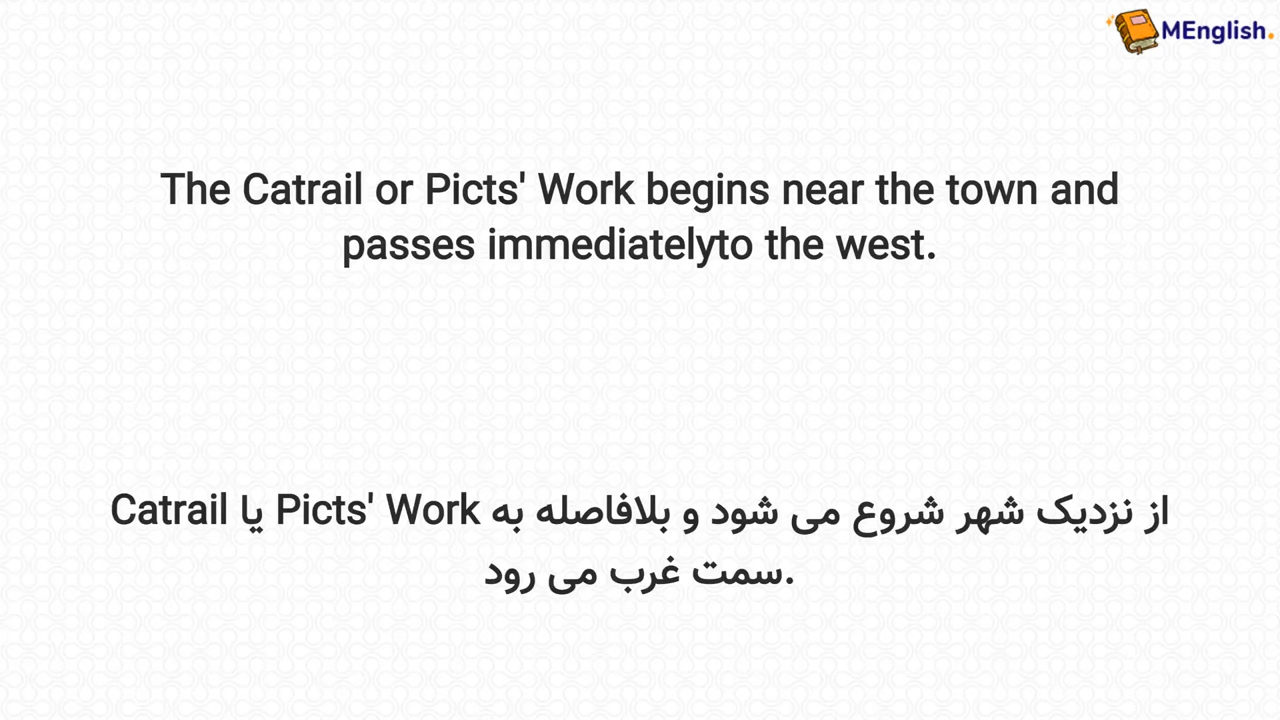 MEnglish.
The Catrail or Picts' Work begins near the town and
passes immediatelyto the west.
Catrail یا Picts' Work از نزدیک شهر شروع می شود و بلافاصله به
سمت غرب می رود.